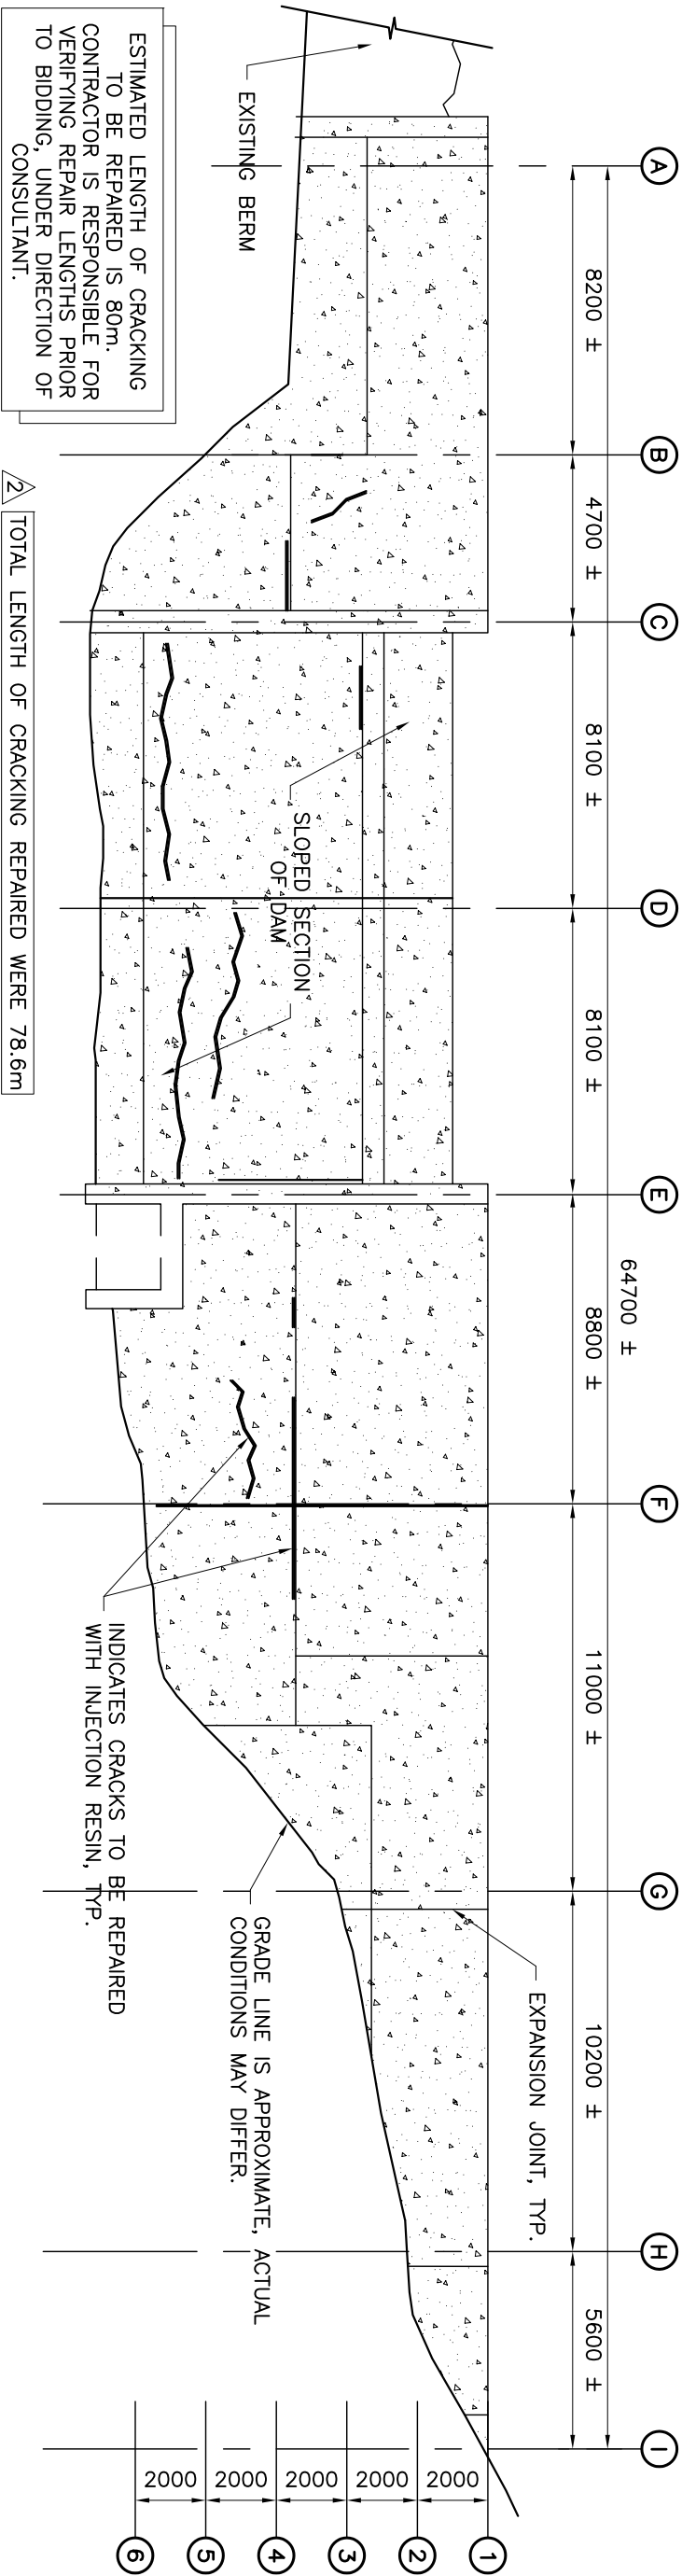 A
B
C
D
E
F
G
H
I
64700 ±
8200 ±
4700 ±
8100 ±
8100 ±
8800 ±
11000 ±
10200 ±
5600 ±
EXISTING BERM
SLOPED SECTION
OF DAM
EXPANSION JOINT, TYP.
GRADE LINE IS APPROXIMATE, ACTUAL
CONDITIONS MAY DIFFER.
INDICATES CRACKS TO BE REPAIRED
WITH INJECTION RESIN, TYP.
ESTIMATED LENGTH OF CRACKING
TO BE REPAIRED IS 80m.
CONTRACTOR IS RESPONSIBLE FOR
VERIFYING REPAIR LENGTHS PRIOR
TO BIDDING, UNDER DIRECTION OF
CONSULTANT.
2 TOTAL LENGTH OF CRACKING REPAIRED WERE 78.6m
2000
2000
2000
2000
2000
1
2
3
4
5
6